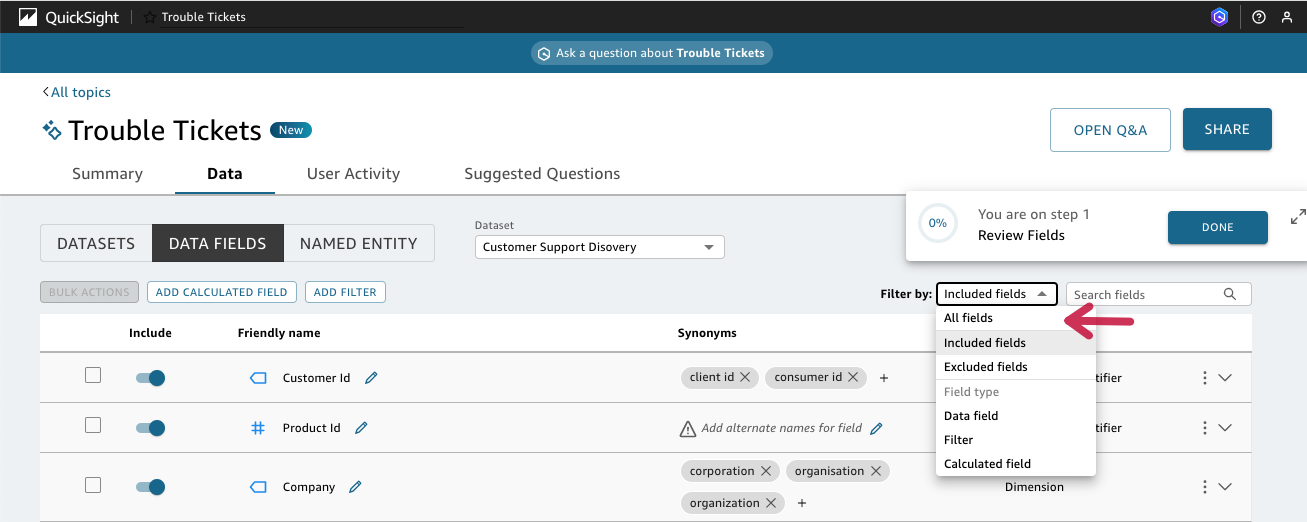 QuickSight Trouble Tickets
Ask a question about Trouble Tickets
All topics
Trouble Tickets New
OPEN Q&A SHARE
Summary Data User Activity Suggested Questions
0% You are on step 1
Review Fields
DONE
DATASETS DATA FIELDS NAMED ENTITY
Dataset
Customer Support Disovery
BULK ACTIONS ADD CALCULATED FIELD ADD FILTER
Filter by: Included fields Search fields
All fields
Included fields
Excluded fields
Field type
Data field
Filter
Calculated field
Include Friendly name Synonyms
Customer Id client id consumer id + tifier
Product Id Add alternate names for field tifier
Company corporation organisation Dimension
organization +